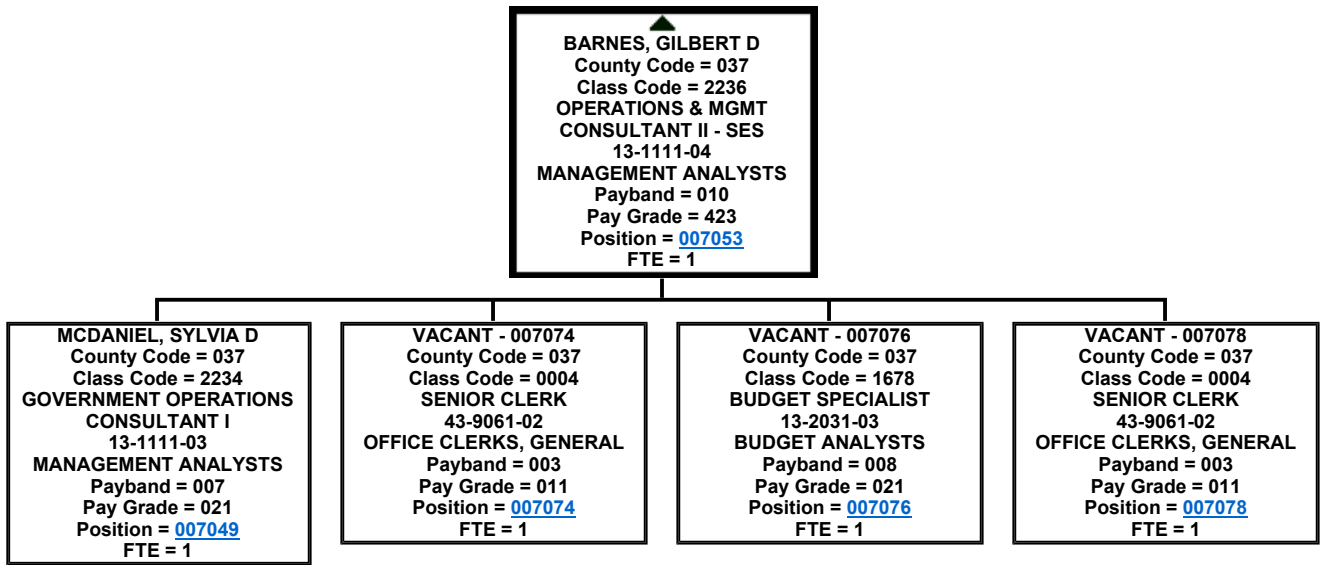 BARNES, GILBERT D
County Code = 037
Class Code = 2236
OPERATIONS & MGMT
CONSULTANT II - SES
13-1111-04
MANAGEMENT ANALYSTS
Payband = 010
Pay Grade = 423
Position = 007053
FTE = 1
MCDANIEL, SYLVIA D
County Code = 037
Class Code = 2234
GOVERNMENT OPERATIONS
CONSULTANT I
13-1111-03
MANAGEMENT ANALYSTS
Payband = 007
Pay Grade = 021
Position = 007049
FTE = 1
VACANT - 007074
County Code = 037
Class Code = 0004
SENIOR CLERK
43-9061-02
OFFICE CLERKS, GENERAL
Payband = 003
Pay Grade = 011
Position = 007074
FTE = 1
VACANT - 007076
County Code = 037
Class Code = 1678
BUDGET SPECIALIST
13-2031-03
BUDGET ANALYSTS
Payband = 008
Pay Grade = 021
Position = 007076
FTE = 1
VACANT - 007078
County Code = 037
Class Code = 0004
SENIOR CLERK
43-9061-02
OFFICE CLERKS, GENERAL
Payband = 003
Pay Grade = 011
Position = 007078
FTE = 1